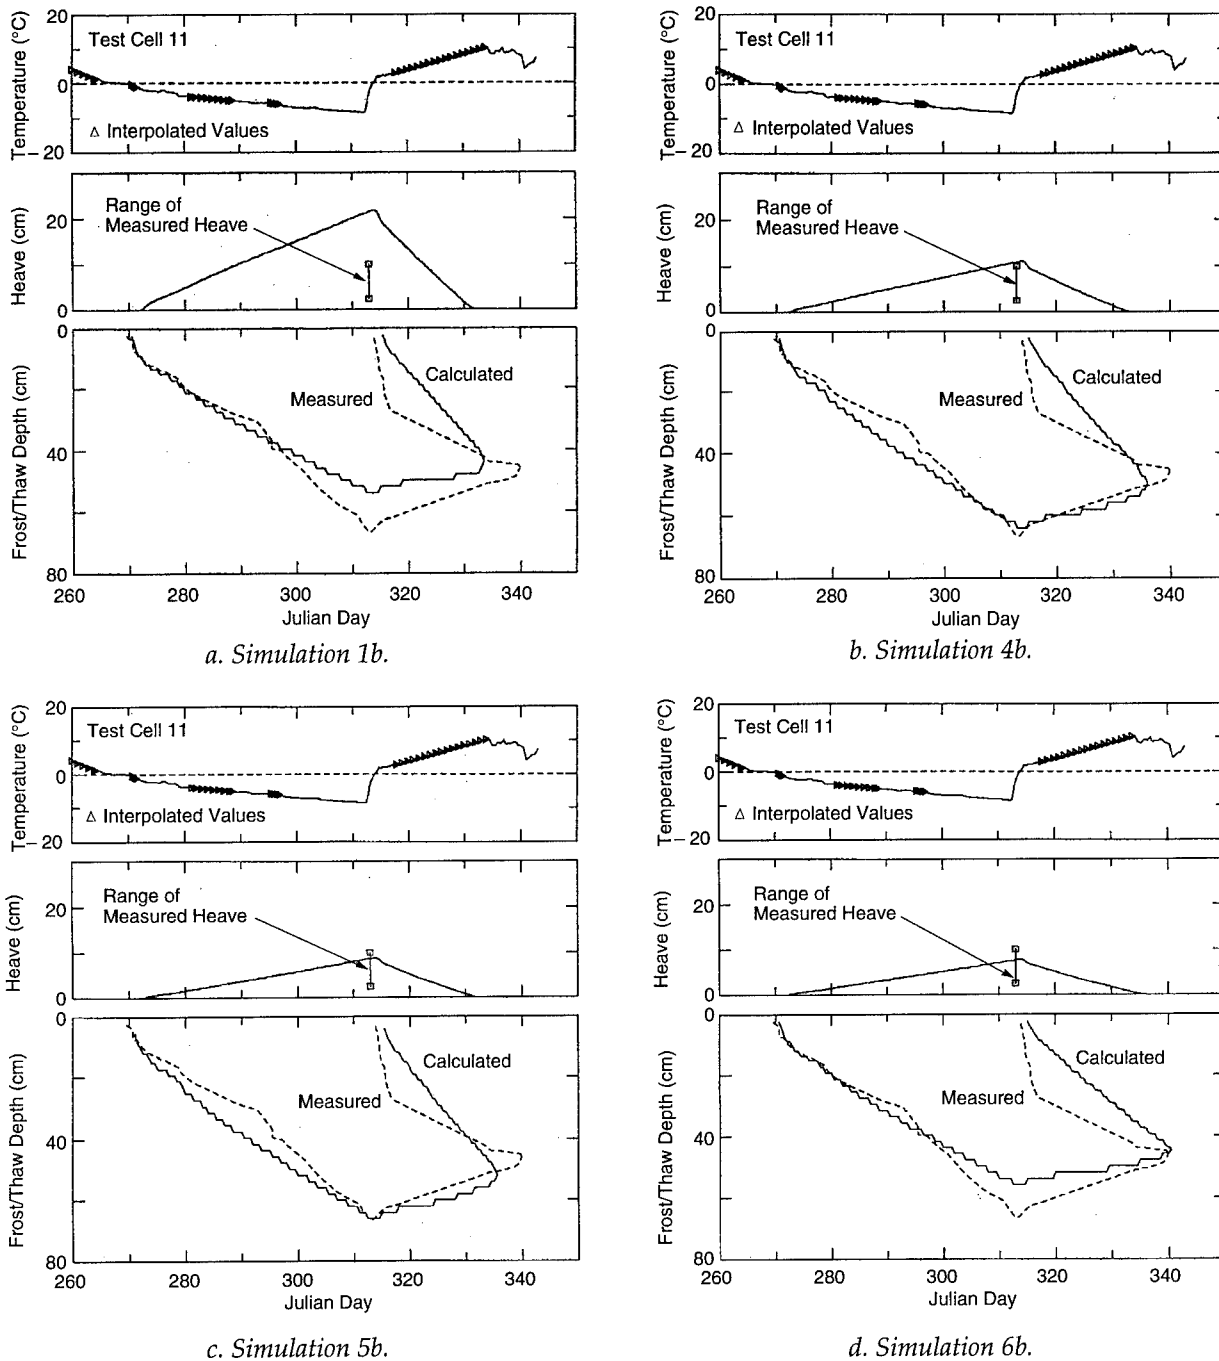 Temperature (°C)
20
0
– 20
Test Cell 11
Δ Interpolated Values
Heave (cm)
20
0
Range of
Measured Heave
Frost/Thaw Depth (cm)
0
40
80
Measured
Calculated
260 280 300 320 340
Julian Day
a. Simulation 1b.
Temperature (°C)
20
0
– 20
Test Cell 11
Δ Interpolated Values
Heave (cm)
20
0
Range of
Measured Heave
Frost/Thaw Depth (cm)
0
40
80
Measured
Calculated
260 280 300 320 340
Julian Day
b. Simulation 4b.
Temperature (°C)
20
0
– 20
Test Cell 11
Δ Interpolated Values
Heave (cm)
20
0
Range of
Measured Heave
Frost/Thaw Depth (cm)
0
40
80
Measured
Calculated
260 280 300 320 340
Julian Day
c. Simulation 5b.
Temperature (°C)
20
0
– 20
Test Cell 11
Δ Interpolated Values
Heave (cm)
20
0
Range of
Measured Heave
Frost/Thaw Depth (cm)
0
40
80
Measured
Calculated
260 280 300 320 340
Julian Day
d. Simulation 6b.